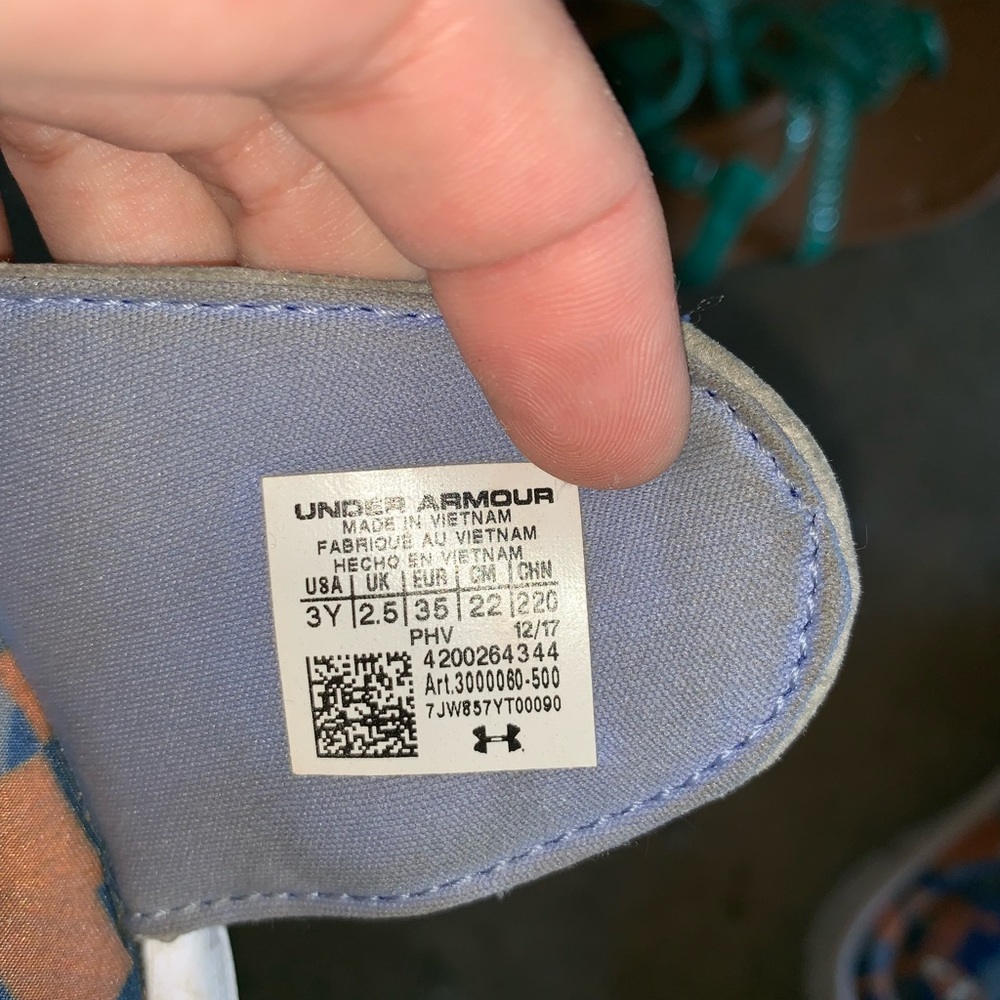 UNDER ARMOUR
MADE IN VIETNAM
FABRIQUÉ AU VIETNAM
HECHO EN VIETNAM
USA UK EUR CM CHN
3Y 2.5 35 22 220
PHV 12/17
4200264344
Art.3000060-500
7JW857YT00090